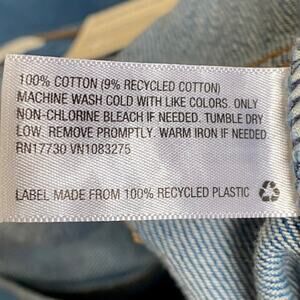 100% COTTON (9% RECYCLED COTTON)
MACHINE WASH COLD WITH LIKE COLORS. ONLY
NON-CHLORINE BLEACH IF NEEDED. TUMBLE DRY
LOW. REMOVE PROMPTLY. WARM IRON IF NEEDED.
RN17730 VN1083275
LABEL MADE FROM 100% RECYCLED PLASTIC